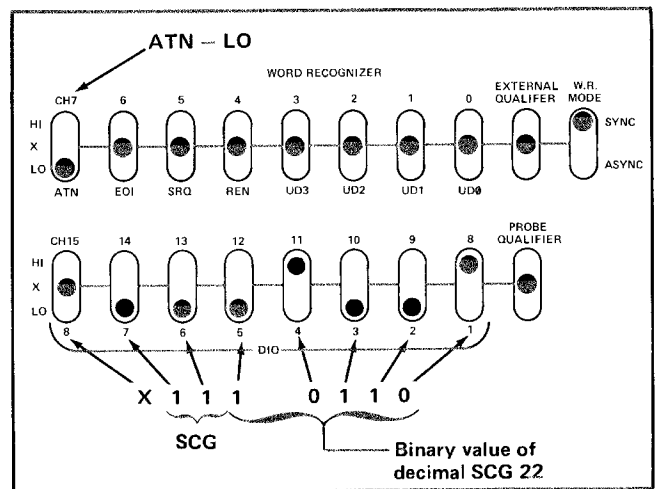 ATN – LO
WORD RECOGNIZER
CH7 6 5 4 3 2 1 0 EXTERNAL QUALIFER W.R. MODE
HI
X
LO
SYNC
ASYNC
ATN EOI SRQ REN UD3 UD2 UD1 UD0
CH15 14 13 12 11 10 9 8 PROBE QUALIFIER
HI
X
LO
8 7 6 5 4 3 2 1
DIO
X 1 1 1 0 1 1 0
SCG
Binary value of
decimal SCG 22